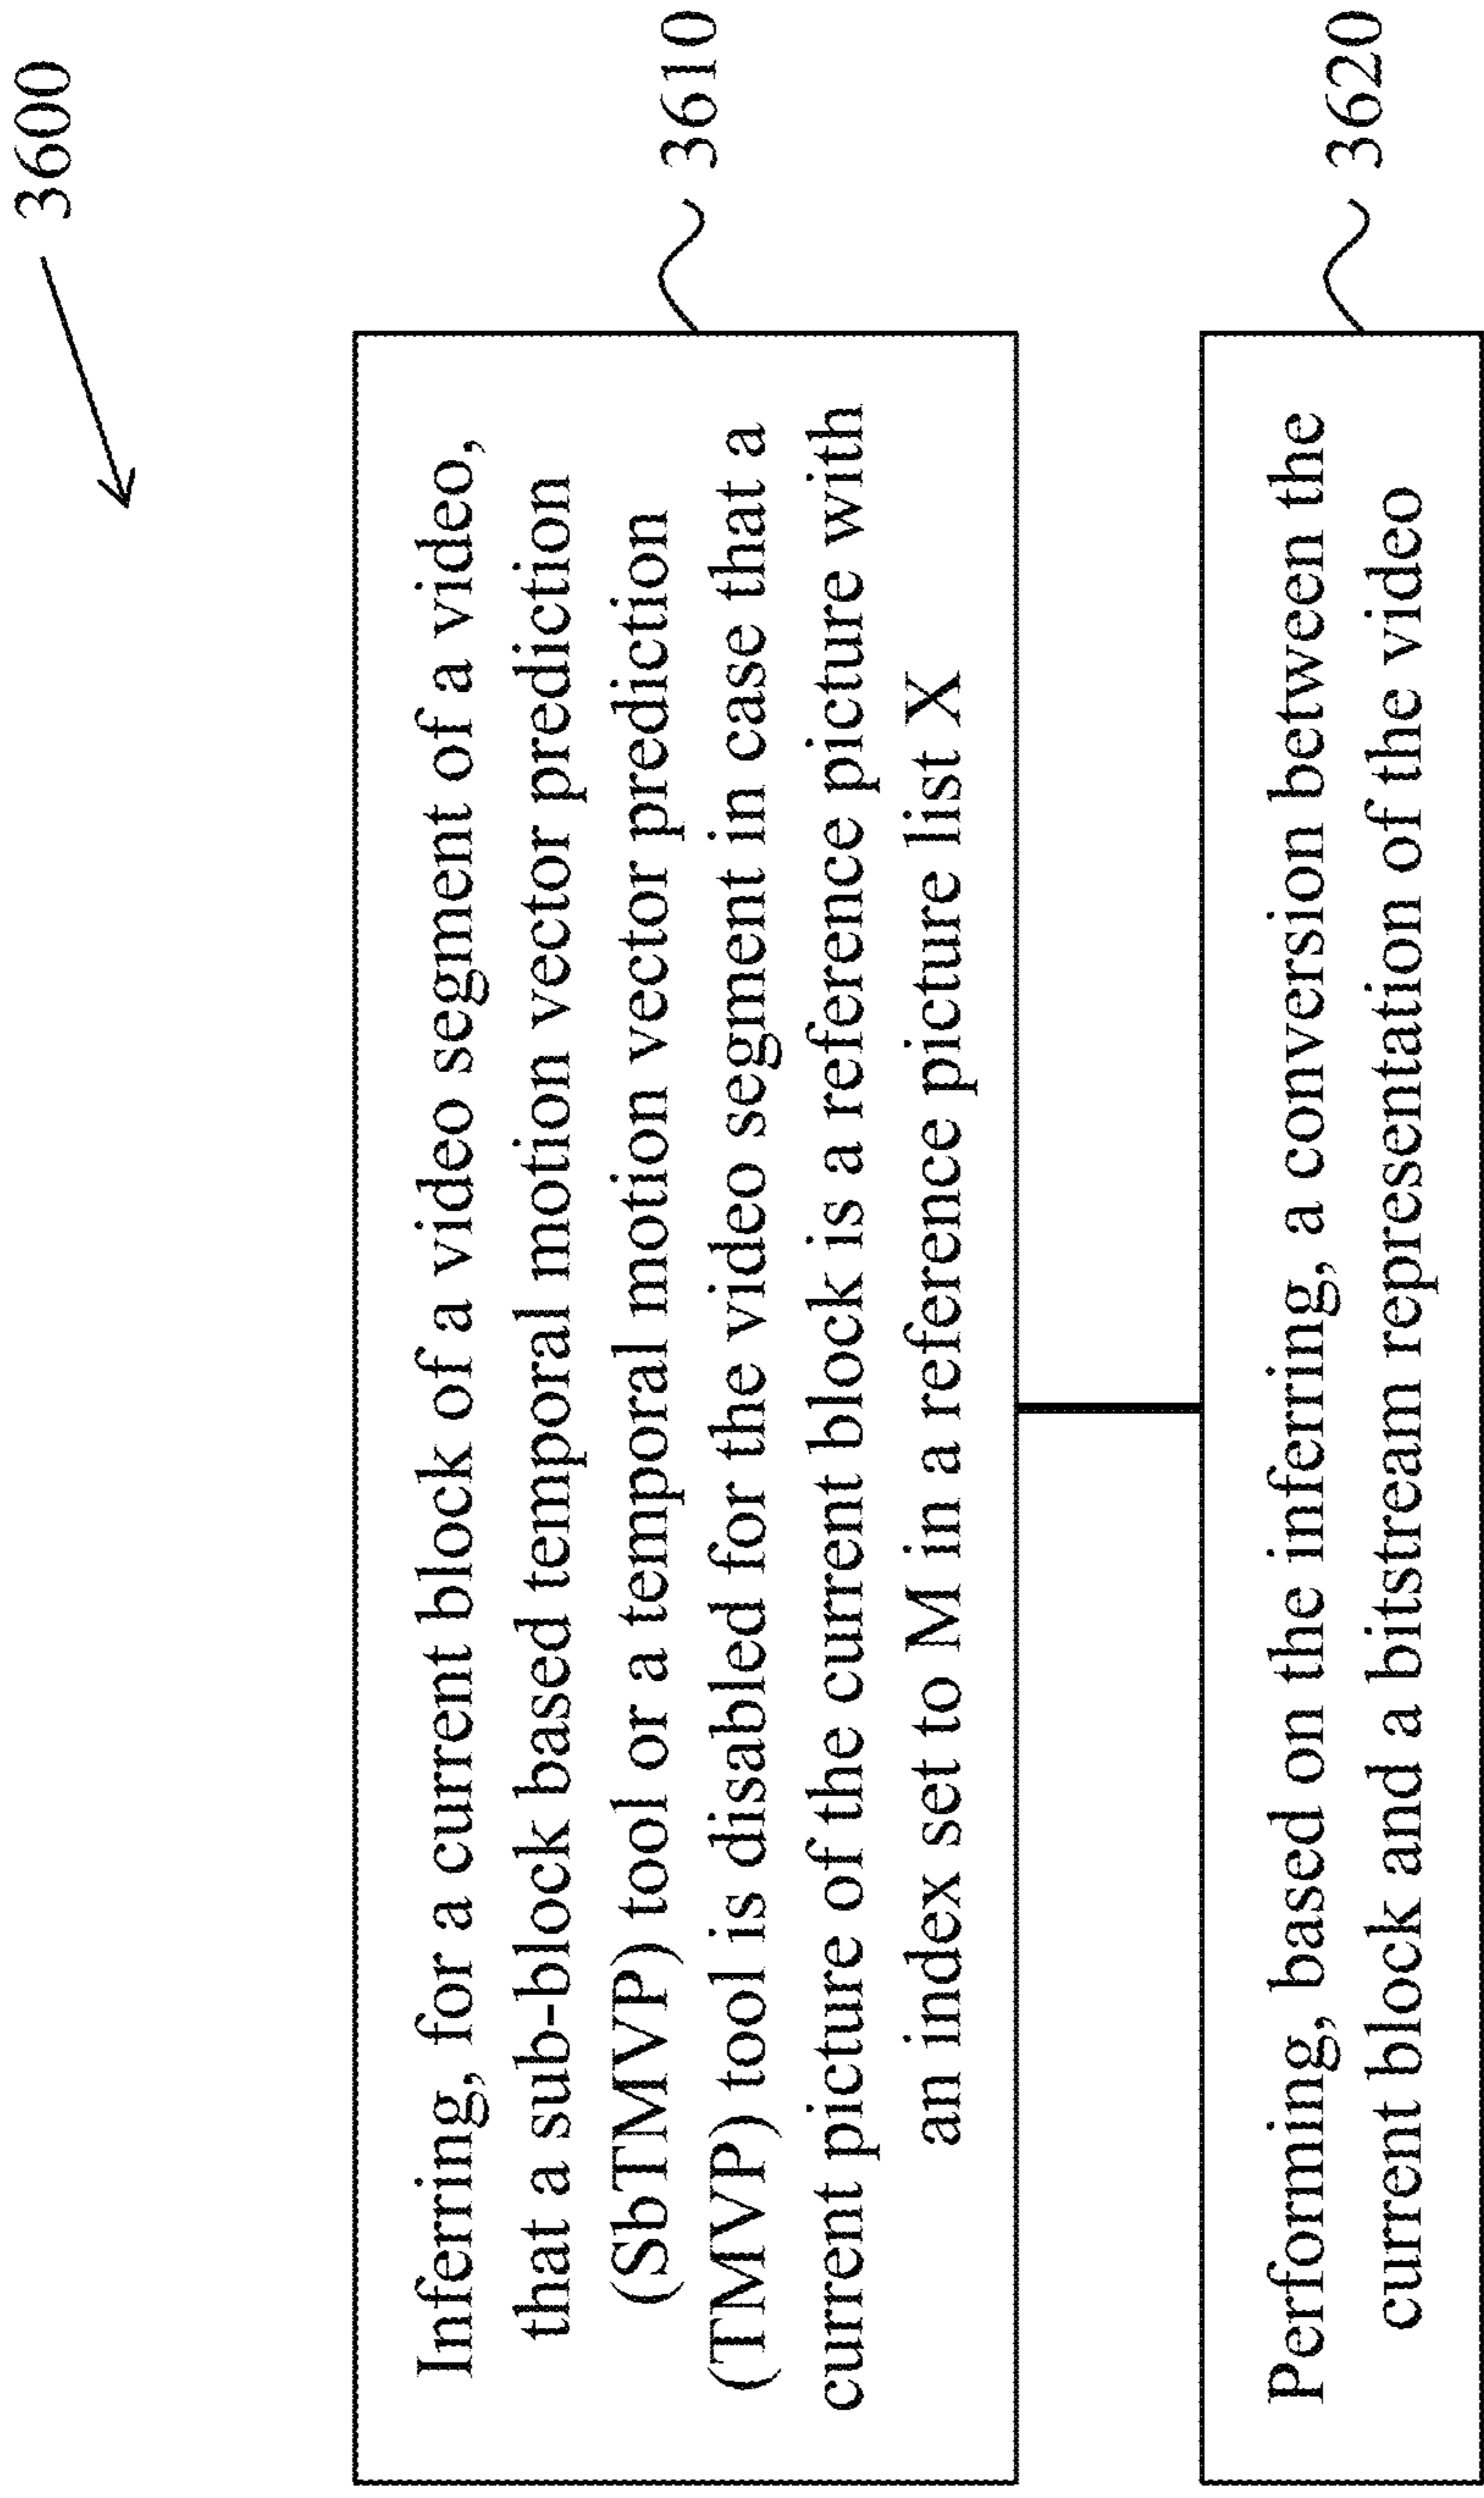 3600
Inferring, for a current block of a video segment of a video,
that a sub-block based temporal motion vector prediction
(SbTMVP) tool or a temporal motion vector prediction
(TMVP) tool is disabled for the video segment in case that a
current picture of the current block is a reference picture with
an index set to M in a reference picture list X
3610
Performing, based on the inferring, a conversion between the
current block and a bitstream representation of the video
3620